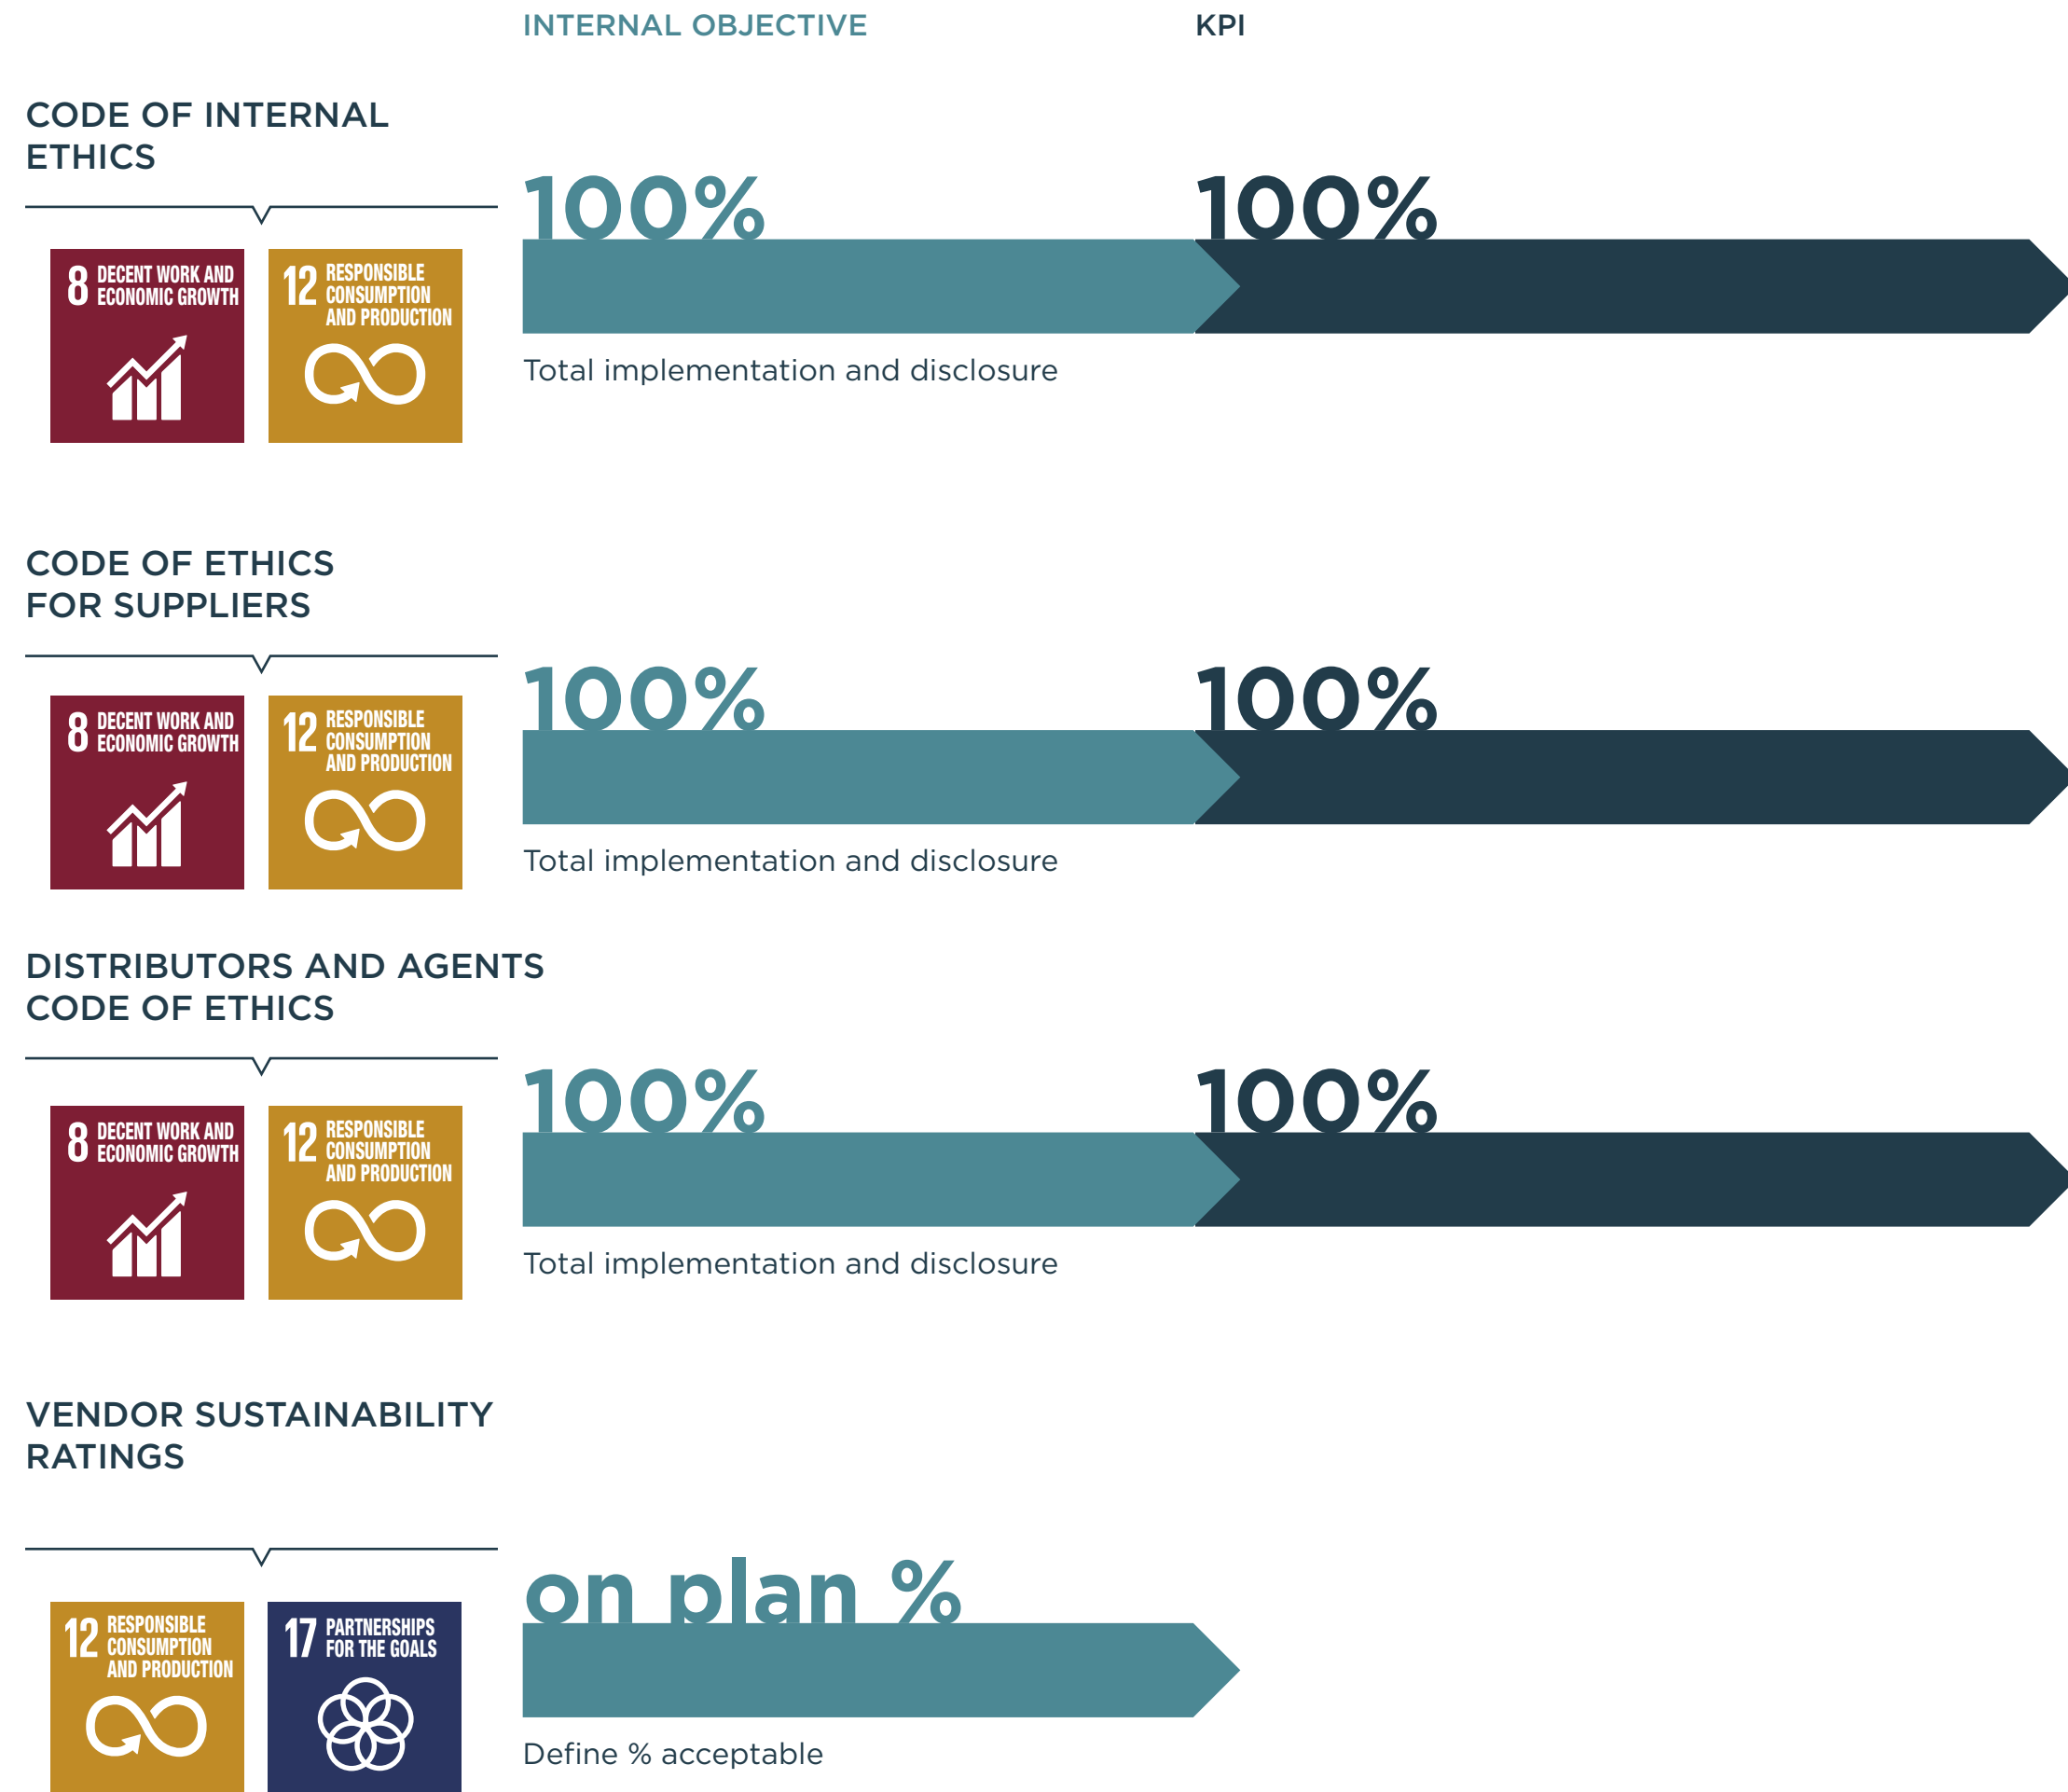 INTERNAL OBJECTIVE
KPI
CODE OF INTERNAL
ETHICS
100%
100%
8 DECENT WORK AND
ECONOMIC GROWTH
12 RESPONSIBLE
CONSUMPTION
AND PRODUCTION
Total implementation and disclosure
CODE OF ETHICS
FOR SUPPLIERS
100%
100%
8 DECENT WORK AND
ECONOMIC GROWTH
12 RESPONSIBLE
CONSUMPTION
AND PRODUCTION
Total implementation and disclosure
DISTRIBUTORS AND AGENTS
CODE OF ETHICS
100%
100%
8 DECENT WORK AND
ECONOMIC GROWTH
12 RESPONSIBLE
CONSUMPTION
AND PRODUCTION
Total implementation and disclosure
VENDOR SUSTAINABILITY
RATINGS
on plan %
12 RESPONSIBLE
CONSUMPTION
AND PRODUCTION
17 PARTNERSHIPS
FOR THE GOALS
Define % acceptable